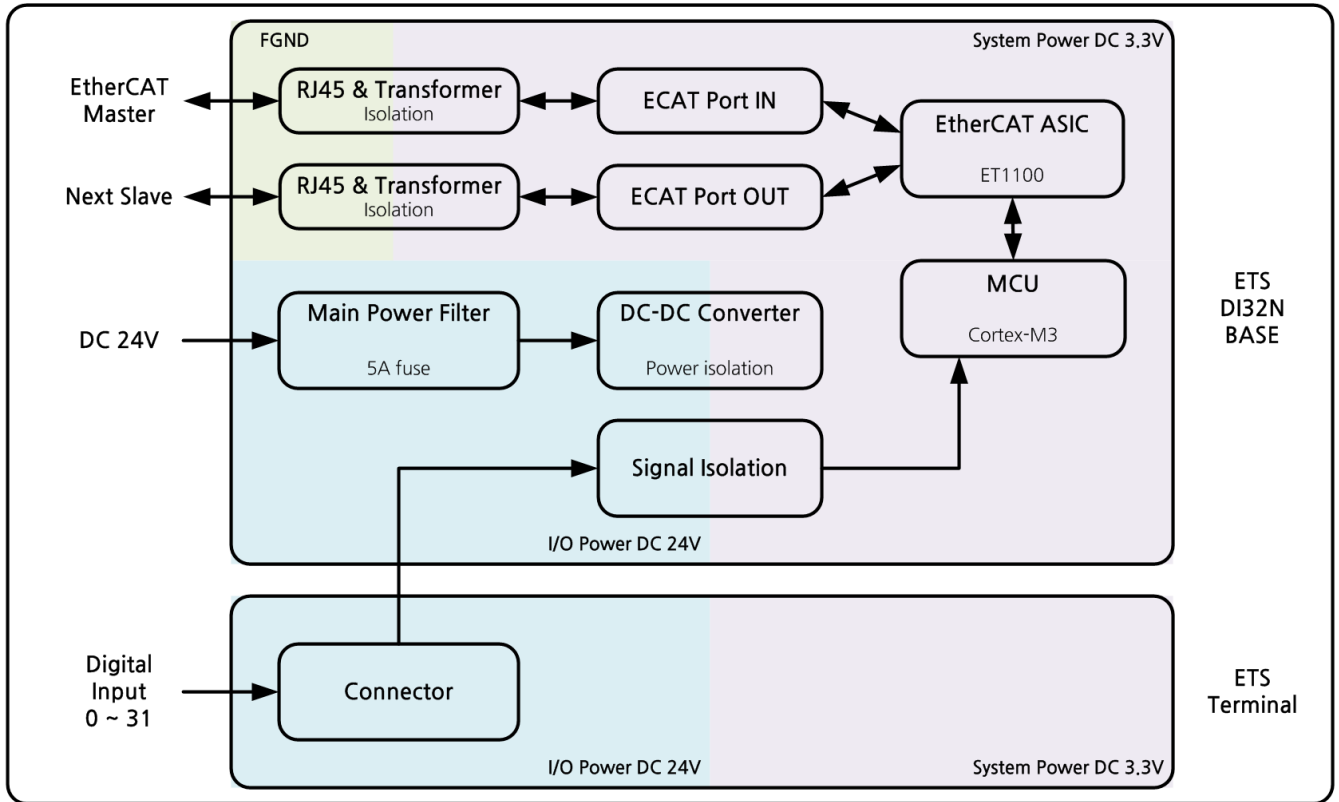 FGND
System Power DC 3.3V
EtherCAT
Master
RJ45 & Transformer
Isolation
ECAT Port IN
EtherCAT ASIC
ET1100
Next Slave
RJ45 & Transformer
Isolation
ECAT Port OUT
MCU
Cortex-M3
ETS
DI32N
BASE
DC 24V
Main Power Filter
5A fuse
DC-DC Converter
Power isolation
Signal Isolation
I/O Power DC 24V
Digital
Input
0 ~ 31
Connector
ETS
Terminal
I/O Power DC 24V
System Power DC 3.3V